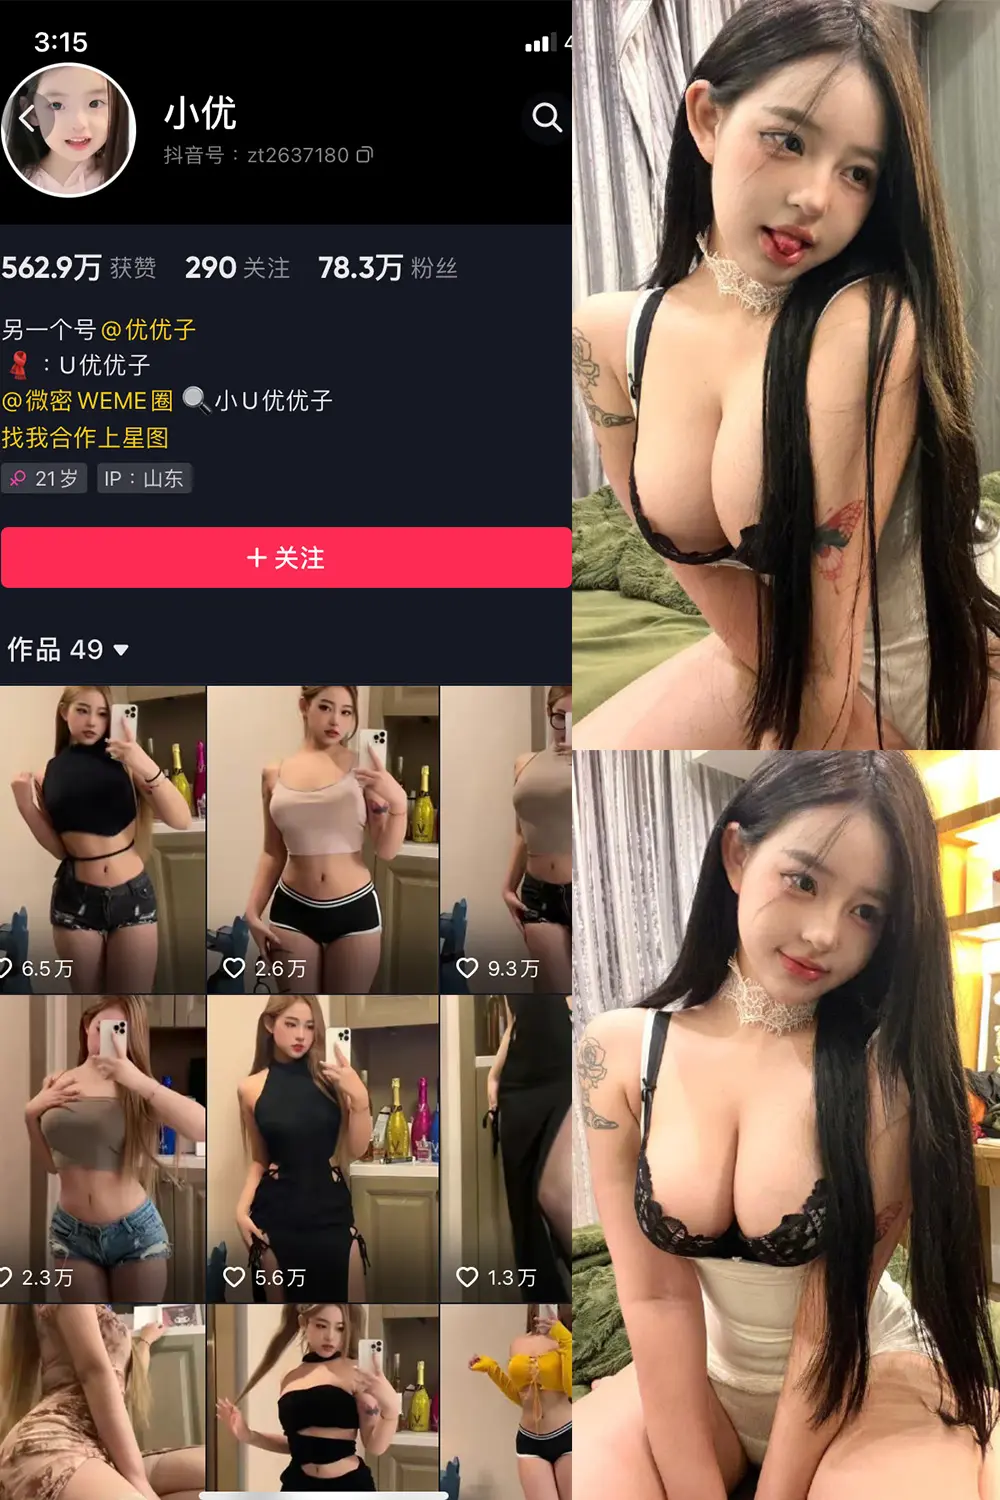 3:15
4
小优
抖音号：zt2637180
562.9万 获赞 290 关注 78.3万 粉丝
另一个号@优优子
：U优优子
@微密WEME圈 小U优优子
找我合作上星图
21岁 IP：山东
+ 关注
作品 49
6.5万 2.6万 9.3万
2.3万 5.6万 1.3万